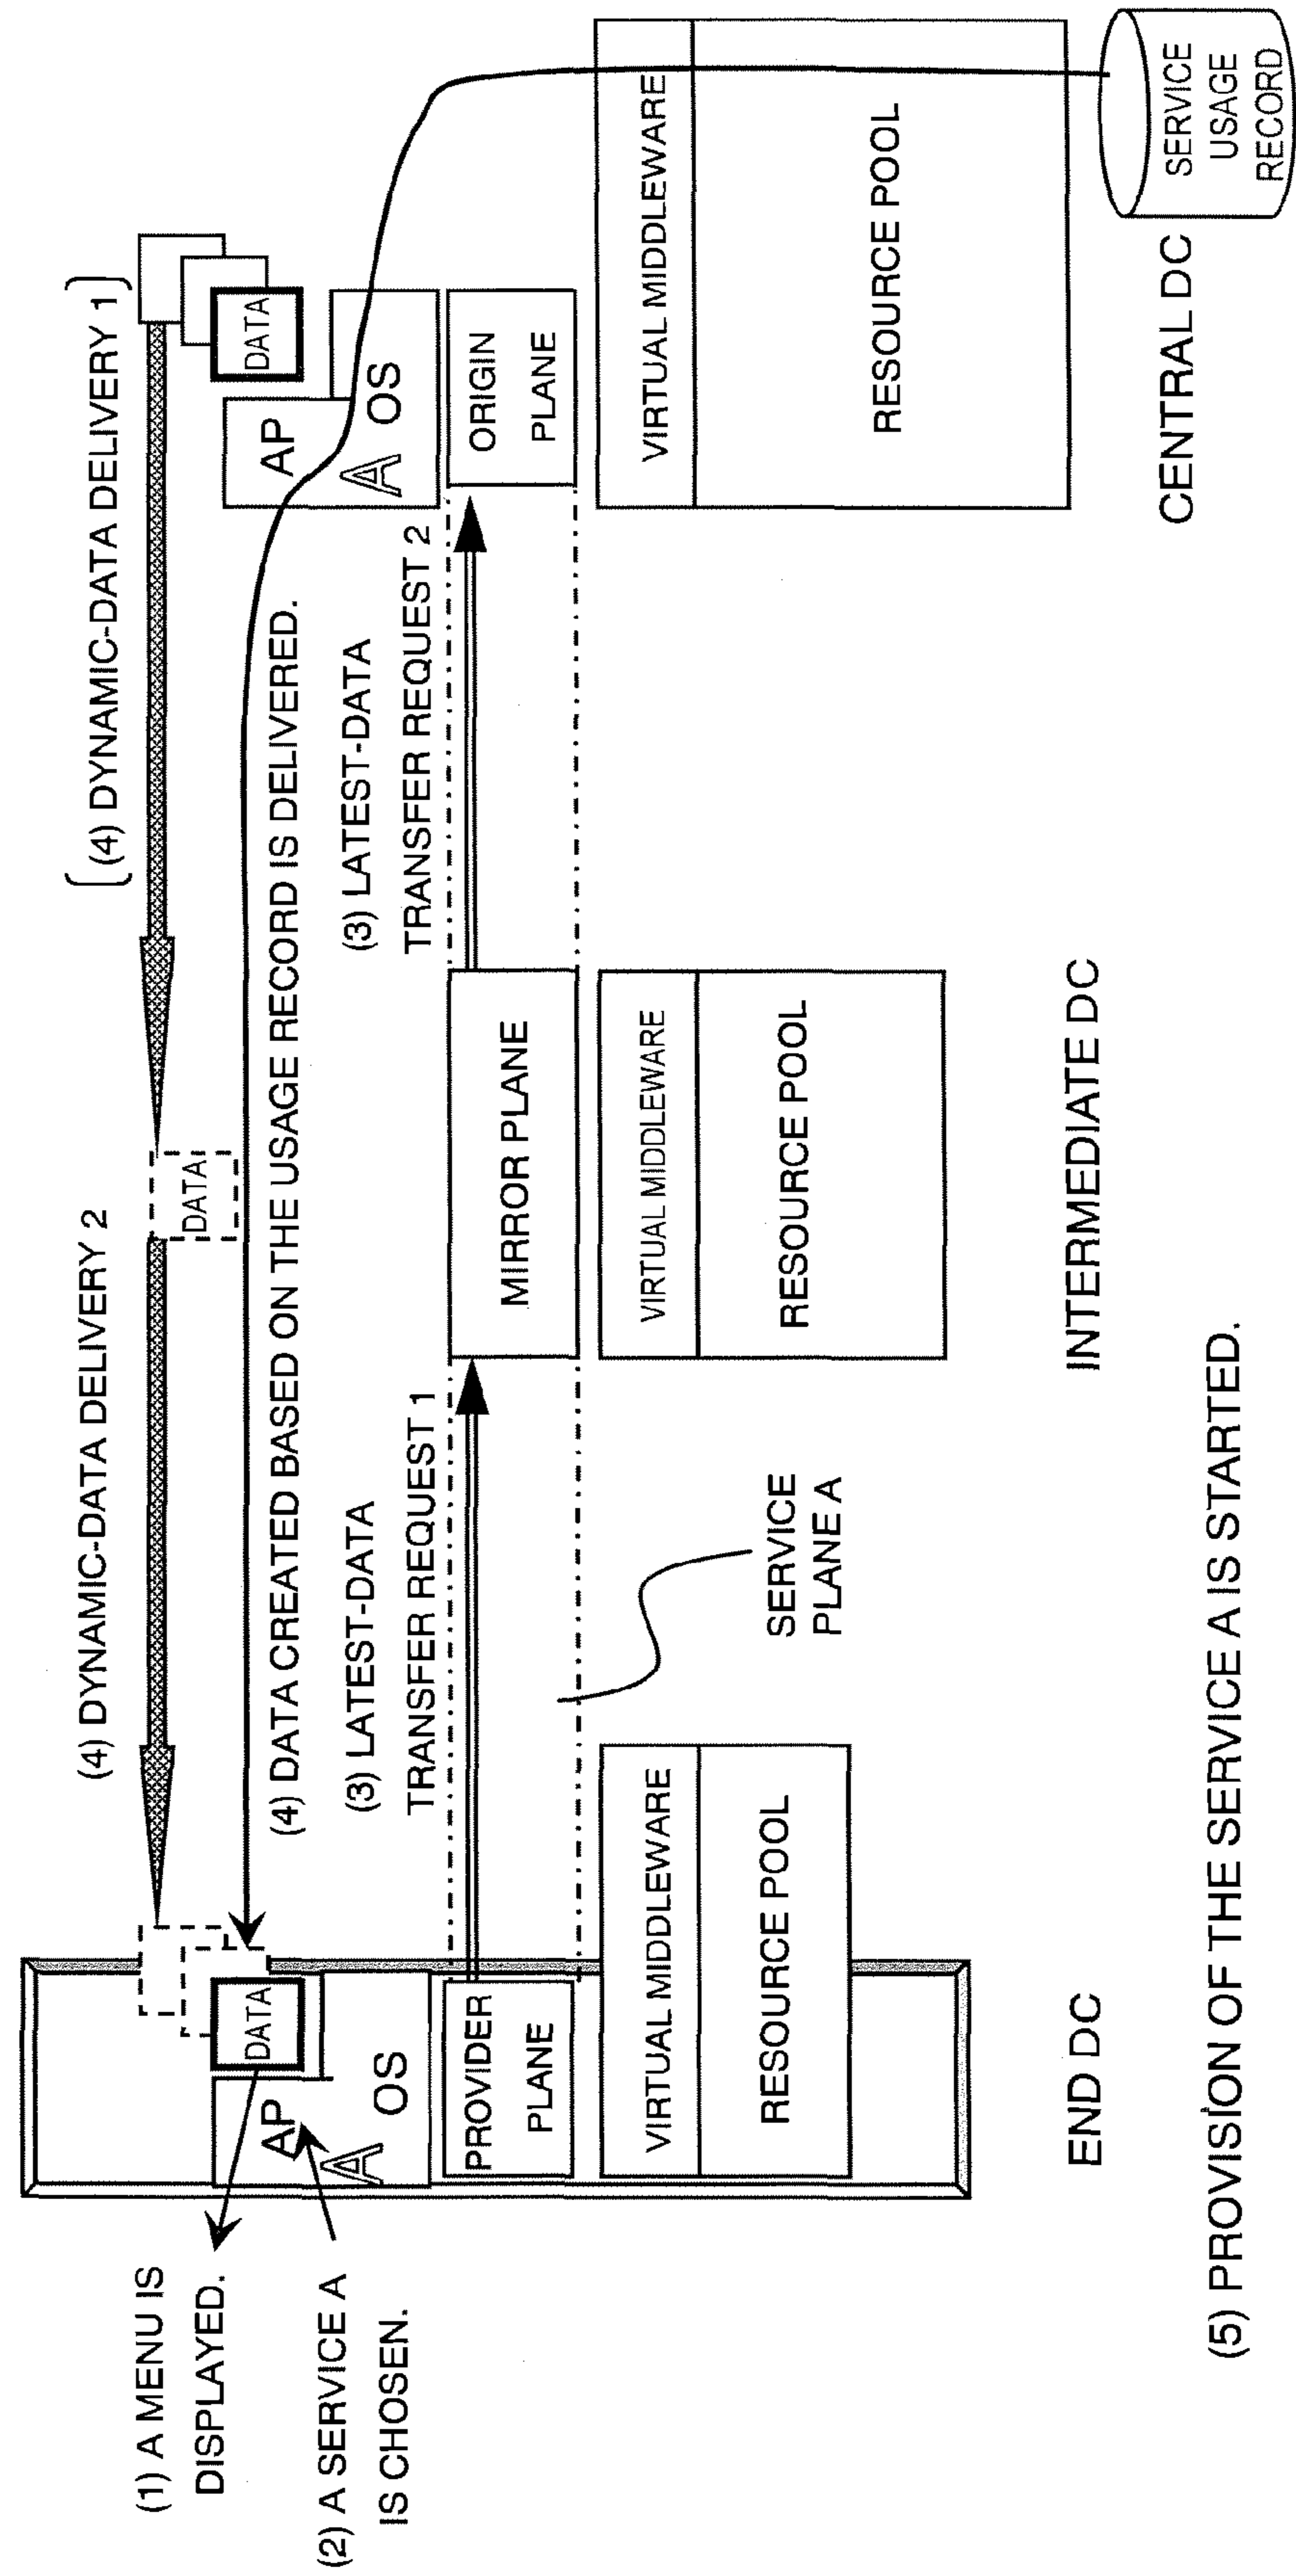 (1) A MENU IS
DISPLAYED.
(2) A SERVICE A
IS CHOSEN.
(4) DYNAMIC-DATA DELIVERY 2
(4) DYNAMIC-DATA DELIVERY 1
DATA
DATA
DATA
(4) DATA CREATED BASED ON THE USAGE RECORD IS DELIVERED.
AP
A
OS
AP
A
OS
(3) LATEST-DATA
TRANSFER REQUEST 1
(3) LATEST-DATA
TRANSFER REQUEST 2
PROVIDER
PLANE
MIRROR PLANE
ORIGIN
PLANE
VIRTUAL MIDDLEWARE
RESOURCE POOL
SERVICE
PLANE A
VIRTUAL MIDDLEWARE
RESOURCE POOL
VIRTUAL MIDDLEWARE
RESOURCE POOL
END DC
INTERMEDIATE DC
CENTRAL DC
SERVICE
USAGE
RECORD
(5) PROVISION OF THE SERVICE A IS STARTED.